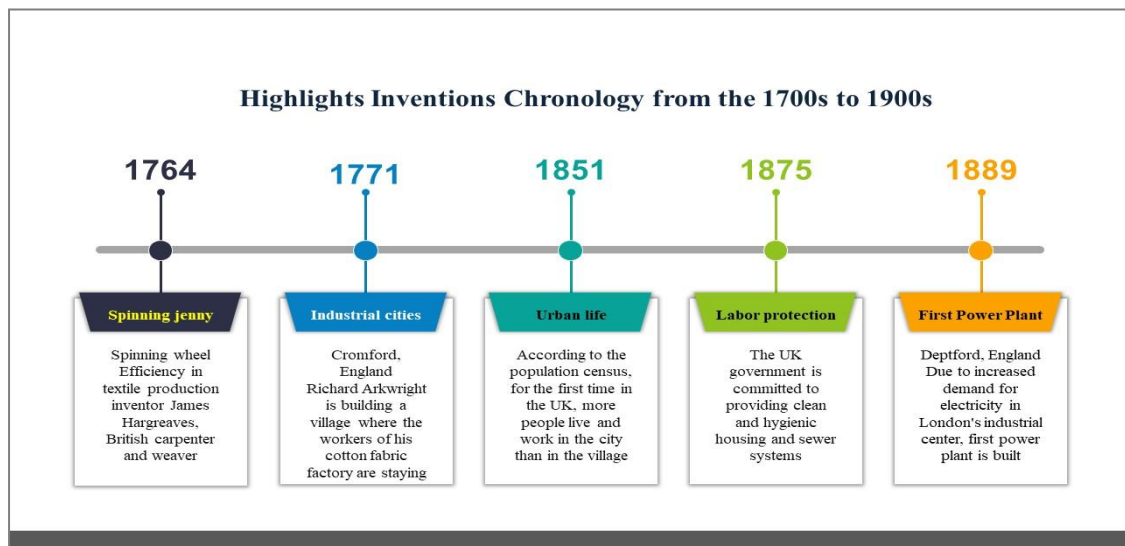 Highlights Inventions Chronology from the 1700s to 1900s
1764
1771
1851
1875
1889
Spinning jenny
Spinning wheel
Efficiency in
textile production
inventor James
Hargreaves,
British carpenter
and weaver
Industrial cities
Cromford,
England
Richard Arkwright
is building a
village where the
workers of his
cotton fabric
factory are staying
Urban life
According to the
population census,
for the first time in
the UK, more
people live and
work in the city
than in the village
Labor protection
The UK
government is
committed to
providing clean
and hygienic
housing and sewer
systems
First Power Plant
Deptford, England
Due to increased
demand for
electricity in
London's industrial
center, first power
plant is built